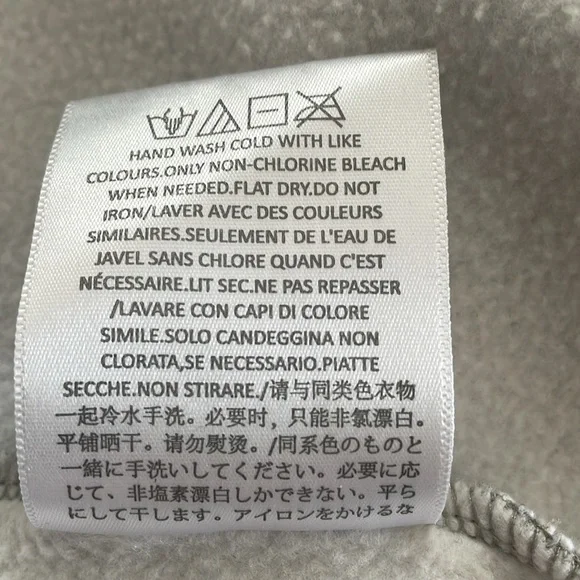 HAND WASH COLD WITH LIKE
COLOURS.ONLY NON-CHLORINE BLEACH
WHEN NEEDED.FLAT DRY.DO NOT
IRON/LAVER AVEC DES COULEURS
SIMILAIRES.SEULEMENT DE L'EAU DE
JAVEL SANS CHLORE QUAND C'EST
NÉCESSAIRE.LIT SEC.NE PAS REPASSER
/LAVARE CON CAPI DI COLORE
SIMILE.SOLO CANDEGGINA NON
CLORATA,SE NECESSARIO.PIATTE
SECCHE.NON STIRARE./请与同类色衣物
一起冷水手洗。必要时,只能非氯漂白。
平铺晒干。请勿熨烫。/同系色のものと
一緒に手洗いしてください。必要に応
じて、非塩素漂白しかできない。平ら
にして干します。アイロンをかけるな